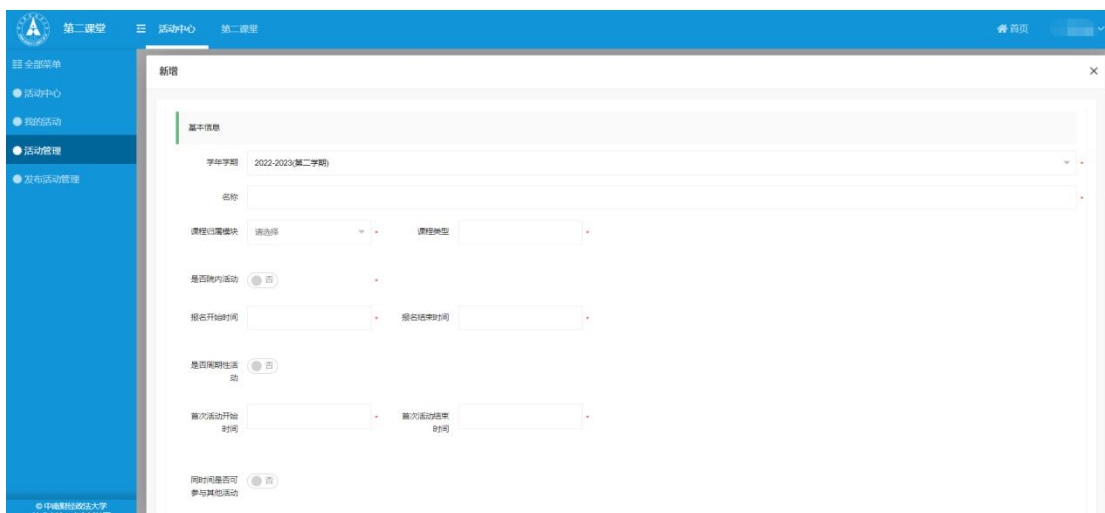 第二课堂
活动中心
第二课堂
首页
全部菜单
活动中心
我的活动
活动管理
发布活动管理
新增
基本信息
学年学期 2022-2023(第二学期) *
名称 *
课程归属模块 请选择 * 课程类型 *
是否院内活动 否 *
报名开始时间 * 报名结束时间 *
是否周期性活
动
否
首次活动开始
时间
*
首次活动结束
时间
*
同时间是否可
参与其他活动
否
© 中南财经政法大学